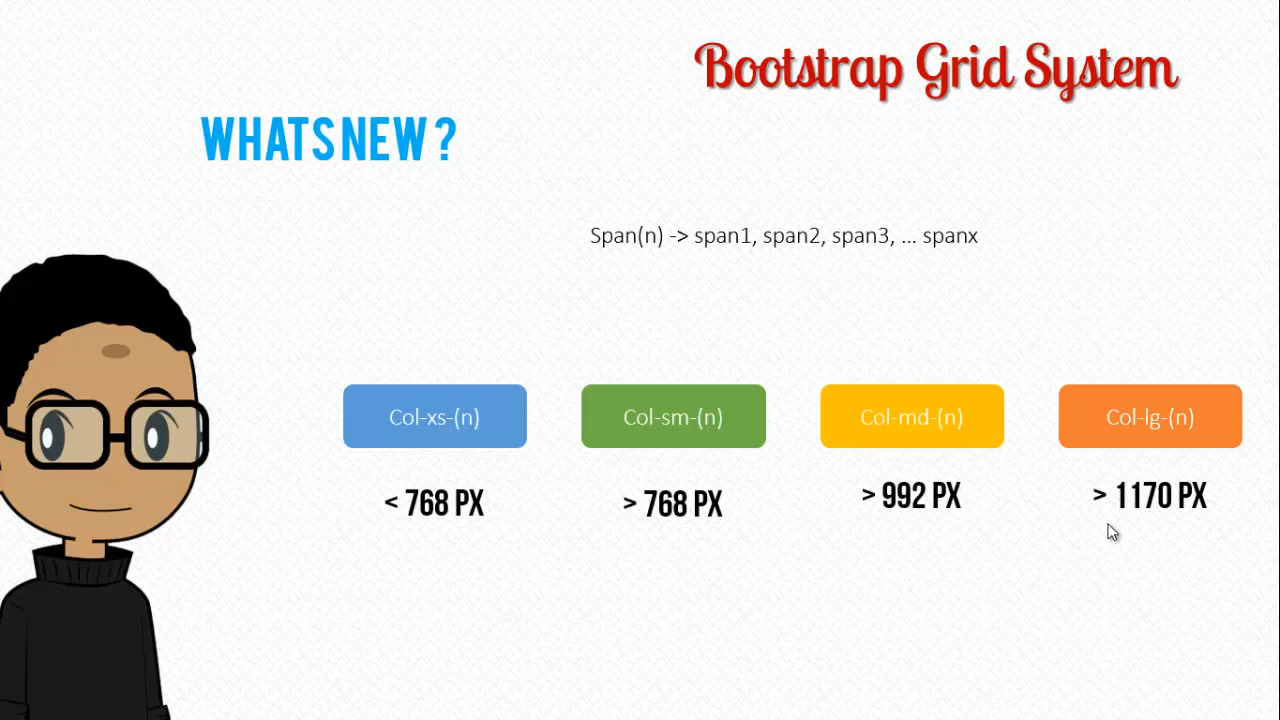 Bootstrap Grid System
WHATS NEW ?
Span(n) -> span1, span2, span3, ... spanx
Col-xs-(n) Col-sm-(n) Col-md-(n) Col-lg-(n)
< 768 PX > 768 PX > 992 PX > 1170 PX